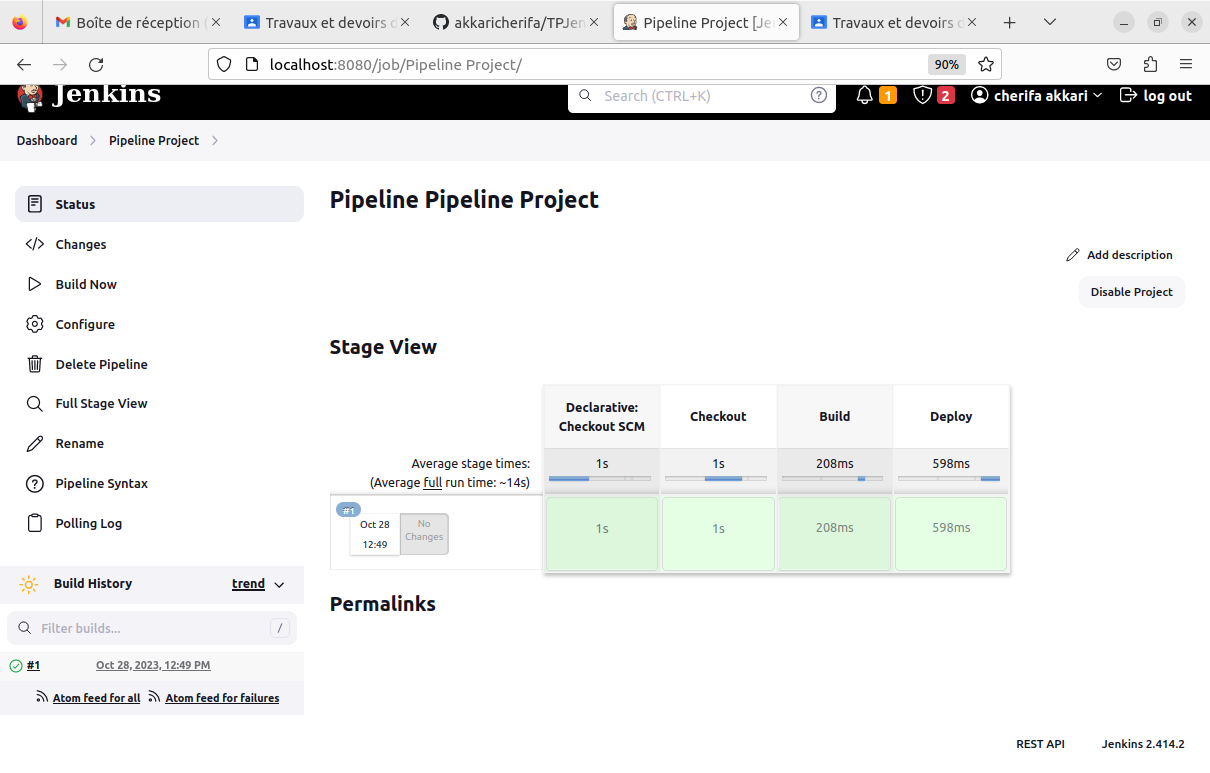 Boîte de réception (
Travaux et devoirs d
akkaricherifa/TPJen
Pipeline Project [Je
Travaux et devoirs d
localhost:8080/job/Pipeline Project/
90%
Jenkins
Search (CTRL+K)
1
2
cherifa akkari
log out
Dashboard
Pipeline Project
Status
Changes
Build Now
Configure
Delete Pipeline
Full Stage View
Rename
Pipeline Syntax
Polling Log
Build History
trend
Filter builds...
/
#1
Oct 28, 2023, 12:49 PM
Atom feed for all
Atom feed for failures
Pipeline Pipeline Project
Add description
Disable Project
Stage View
Declarative: Checkout SCM
Checkout
Build
Deploy
Average stage times:
(Average full run time: ~14s)
1s
1s
208ms
598ms
#1
Oct 28
12:49
No Changes
1s
1s
208ms
598ms
Permalinks
REST API
Jenkins 2.414.2